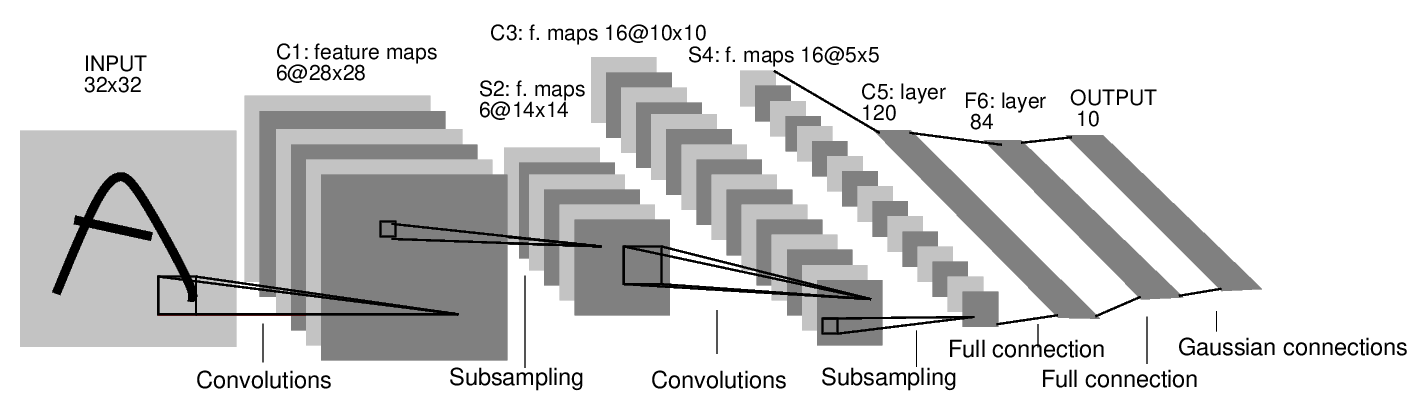 INPUT
32x32
C1: feature maps
6@28x28
S2: f. maps
6@14x14
C3: f. maps 16@10x10
S4: f. maps 16@5x5
C5: layer
120
F6: layer
84
OUTPUT
10
Convolutions
Subsampling
Convolutions
Subsampling
Full connection
Full connection
Gaussian connections